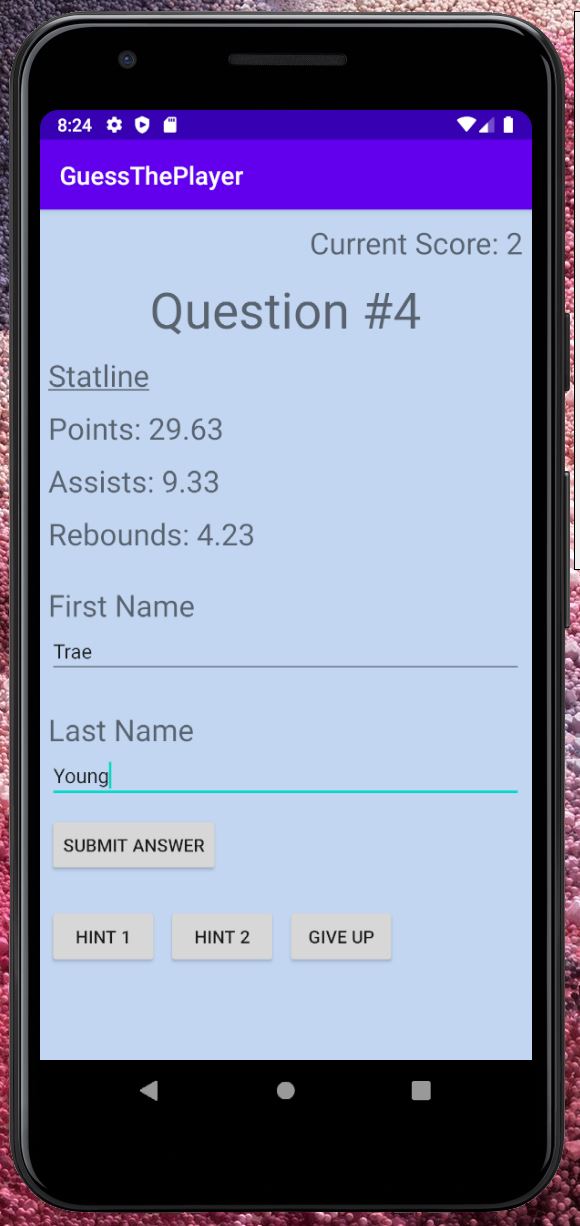 8:24
GuessThePlayer
Current Score: 2
Question #4
Statline
Points: 29.63
Assists: 9.33
Rebounds: 4.23
First Name
Trae
Last Name
Young
SUBMIT ANSWER
HINT 1 HINT 2 GIVE UP